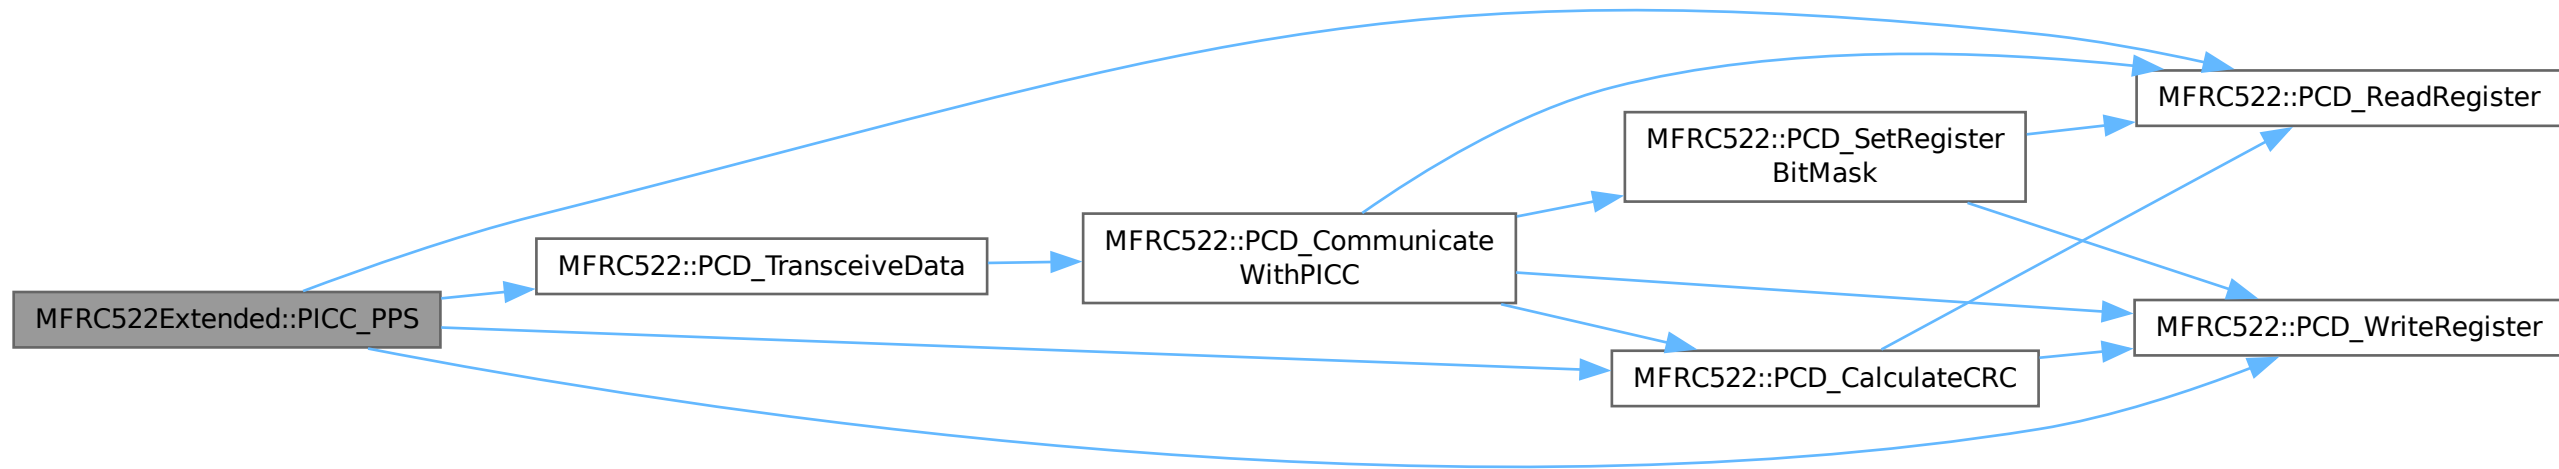 MFRC522Extended::PICC_PPS
MFRC522::PCD_TransceiveData
MFRC522::PCD_Communicate
WithPICC
MFRC522::PCD_SetRegister
BitMask
MFRC522::PCD_CalculateCRC
MFRC522::PCD_ReadRegister
MFRC522::PCD_WriteRegister